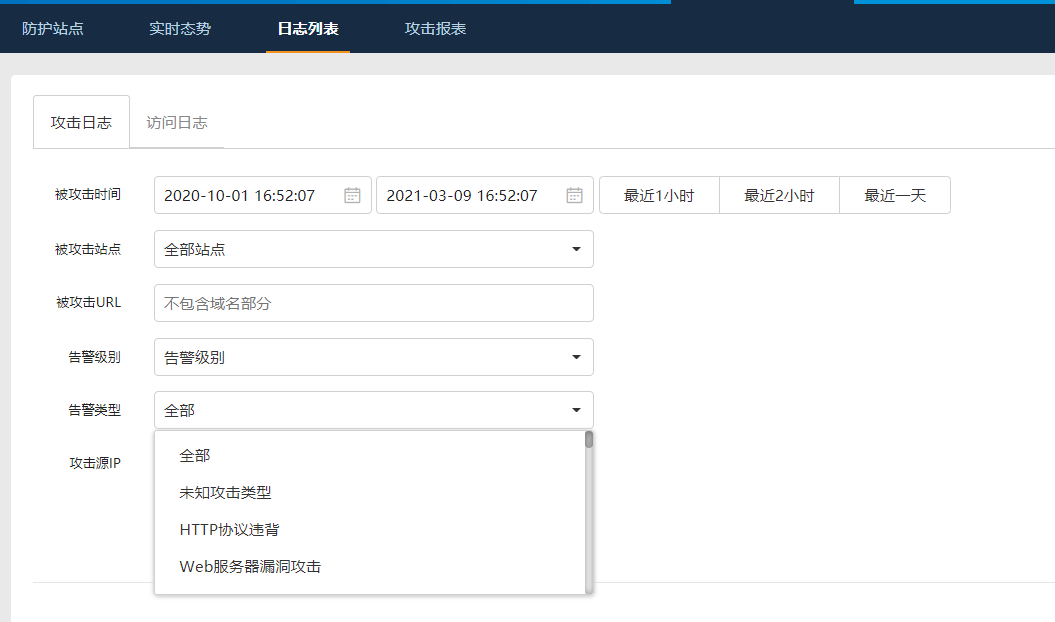 防护站点 实时态势 日志列表 攻击报表
攻击日志 访问日志
被攻击时间 2020-10-01 16:52:07 2021-03-09 16:52:07 最近1小时 最近2小时 最近一天
被攻击站点 全部站点
被攻击URL 不包含域名部分
告警级别 告警级别
告警类型 全部
攻击源IP
全部
未知攻击类型
HTTP协议违背
Web服务器漏洞攻击